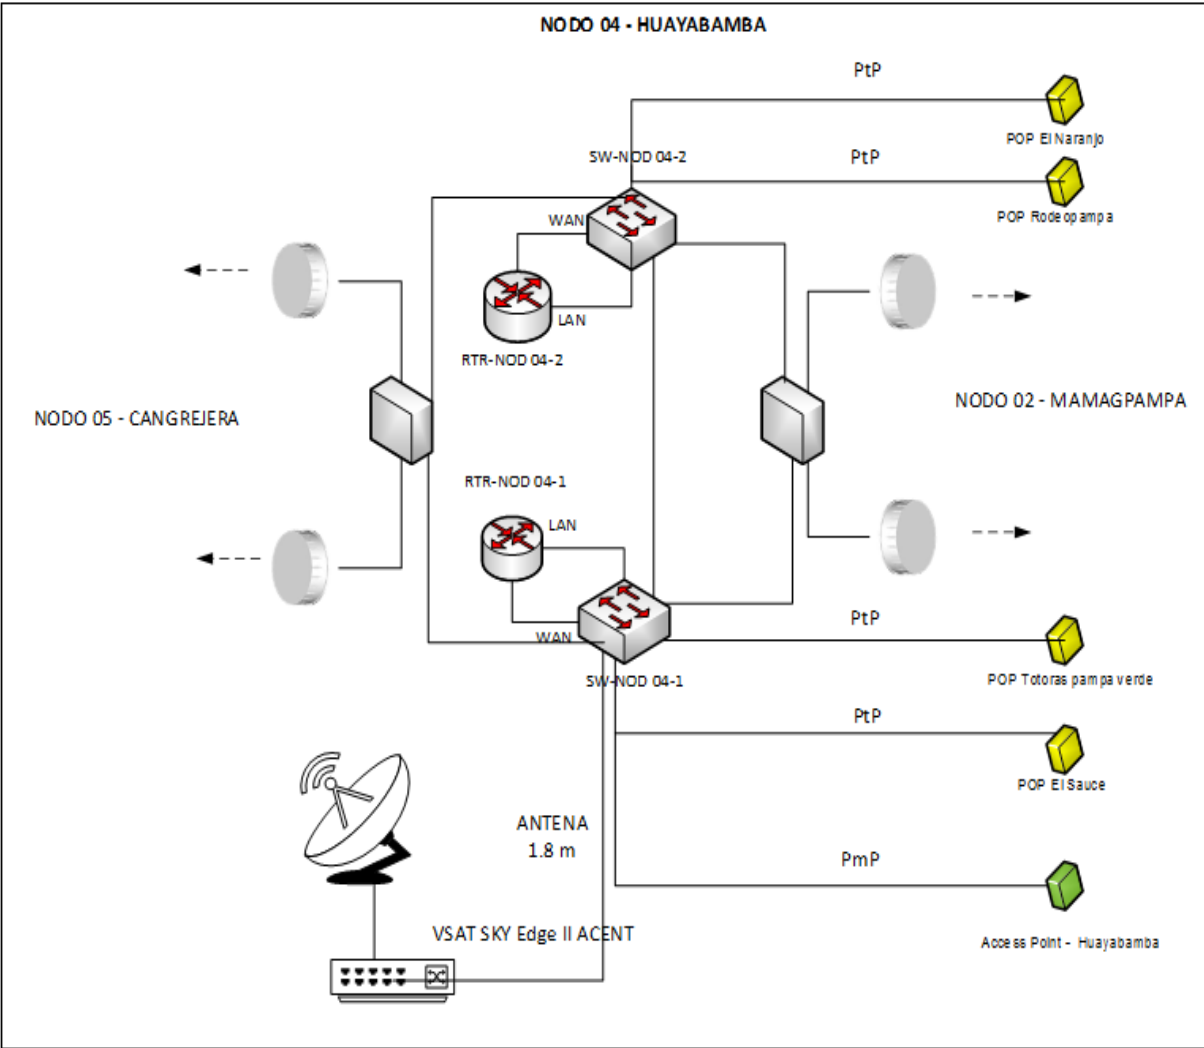 NODO 04 - HUAYABAMBA
PtP
POP El Naranjo
SW-NOD 04-2
PtP
POP Rodeopampa
WAN
LAN
RTR-NOD 04-2
NODO 05 - CANGREJERA
NODO 02 - MAMAGPAMPA
RTR-NOD 04-1
LAN
WAN
PtP
SW-NOD 04-1
POP Totoras pampa verde
PtP
POP El Sauce
ANTENA
1.8 m
PmP
VSAT SKY Edge II ACENT
Access Point - Huayabamba